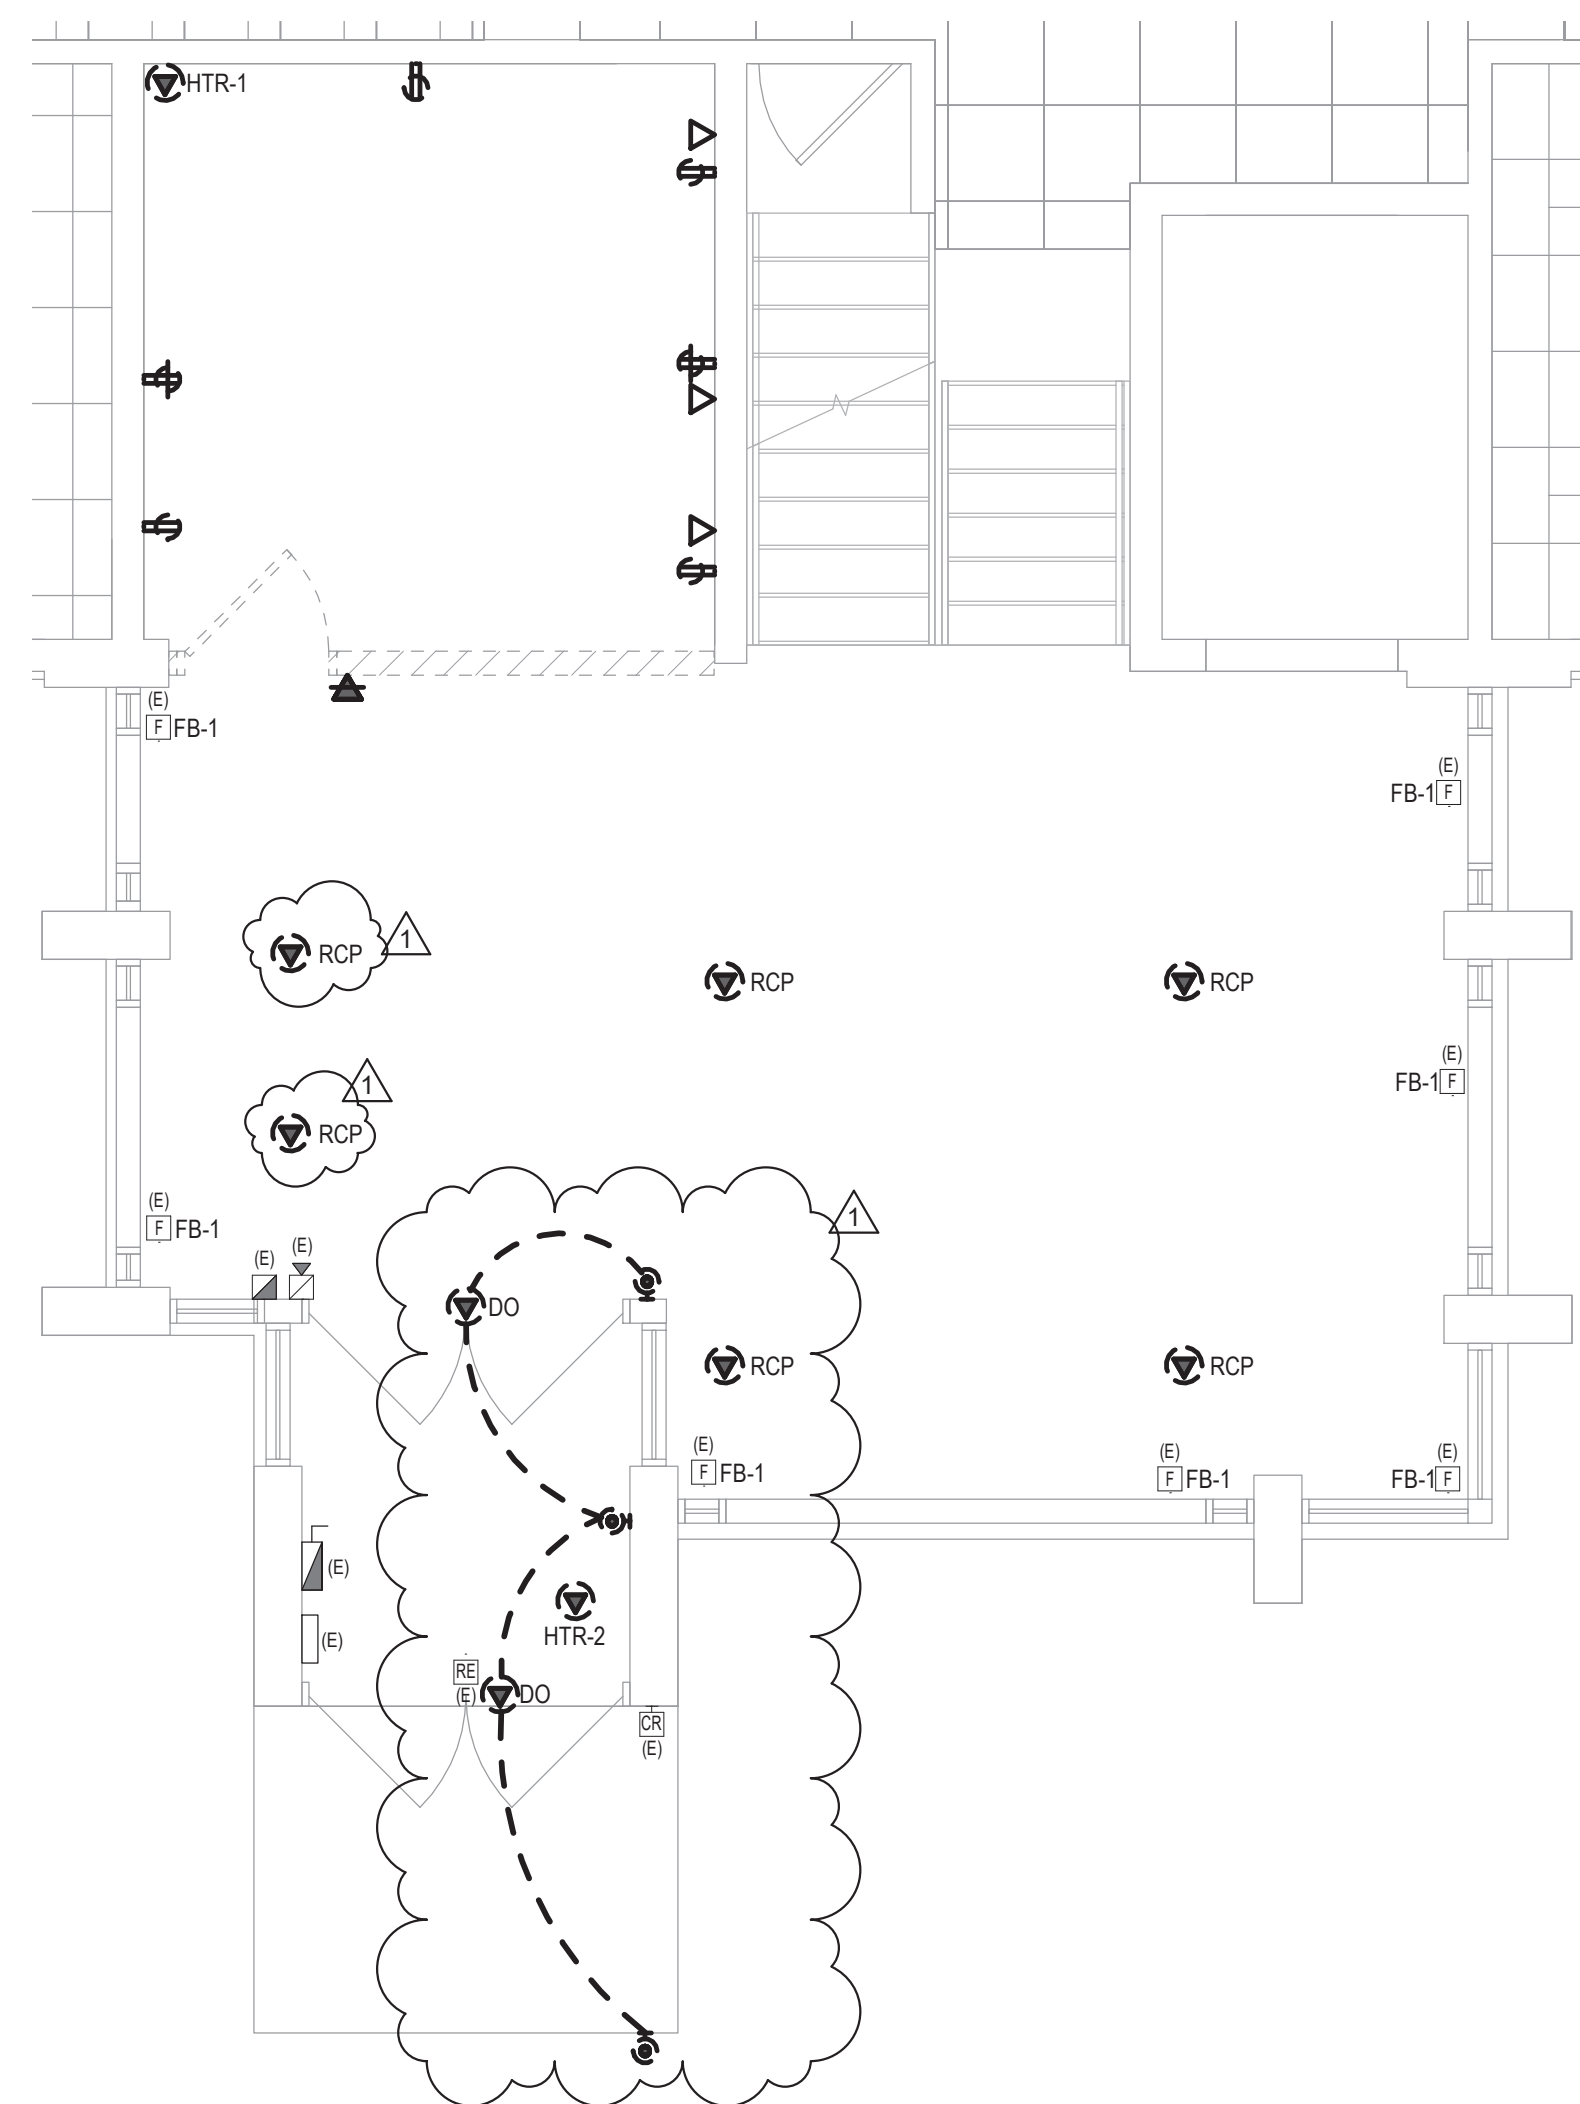 HTR-1
(E)
F FB-1
(E)
FB-1 F
1
RCP
RCP
RCP
(E)
FB-1 F
1
RCP
(E)
F FB-1
1
(E)
(E)
DO
RCP
RCP
(E)
F FB-1
(E)
F FB-1
(E)
FB-1 F
(E)
HTR-2
(E)
RE
(E)
DO
CR
(E)